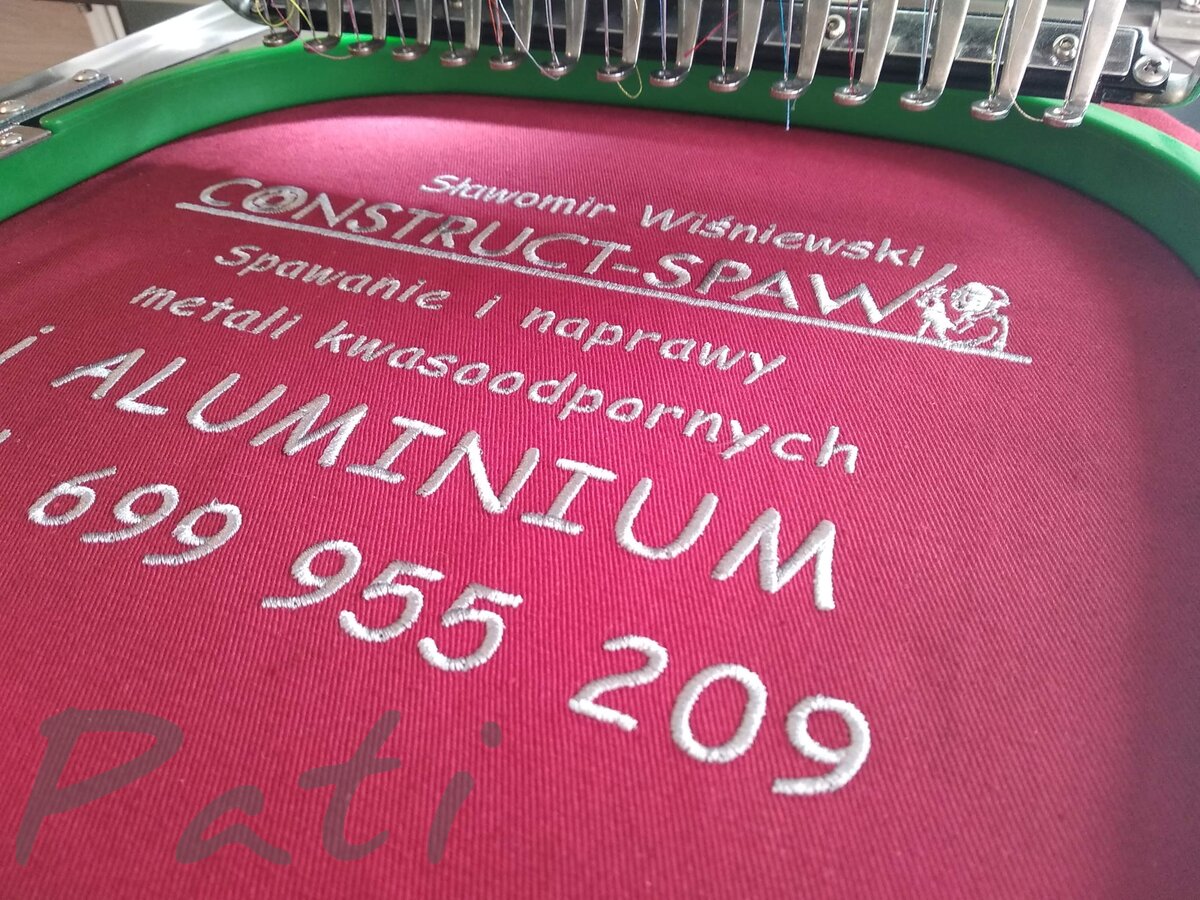 Sławomir Wiśniewski
CONSTRUCT-SPAW
Spawanie i naprawy
metali kwasoodpornych
i ALUMINIUM
. 699 955 209
Pati